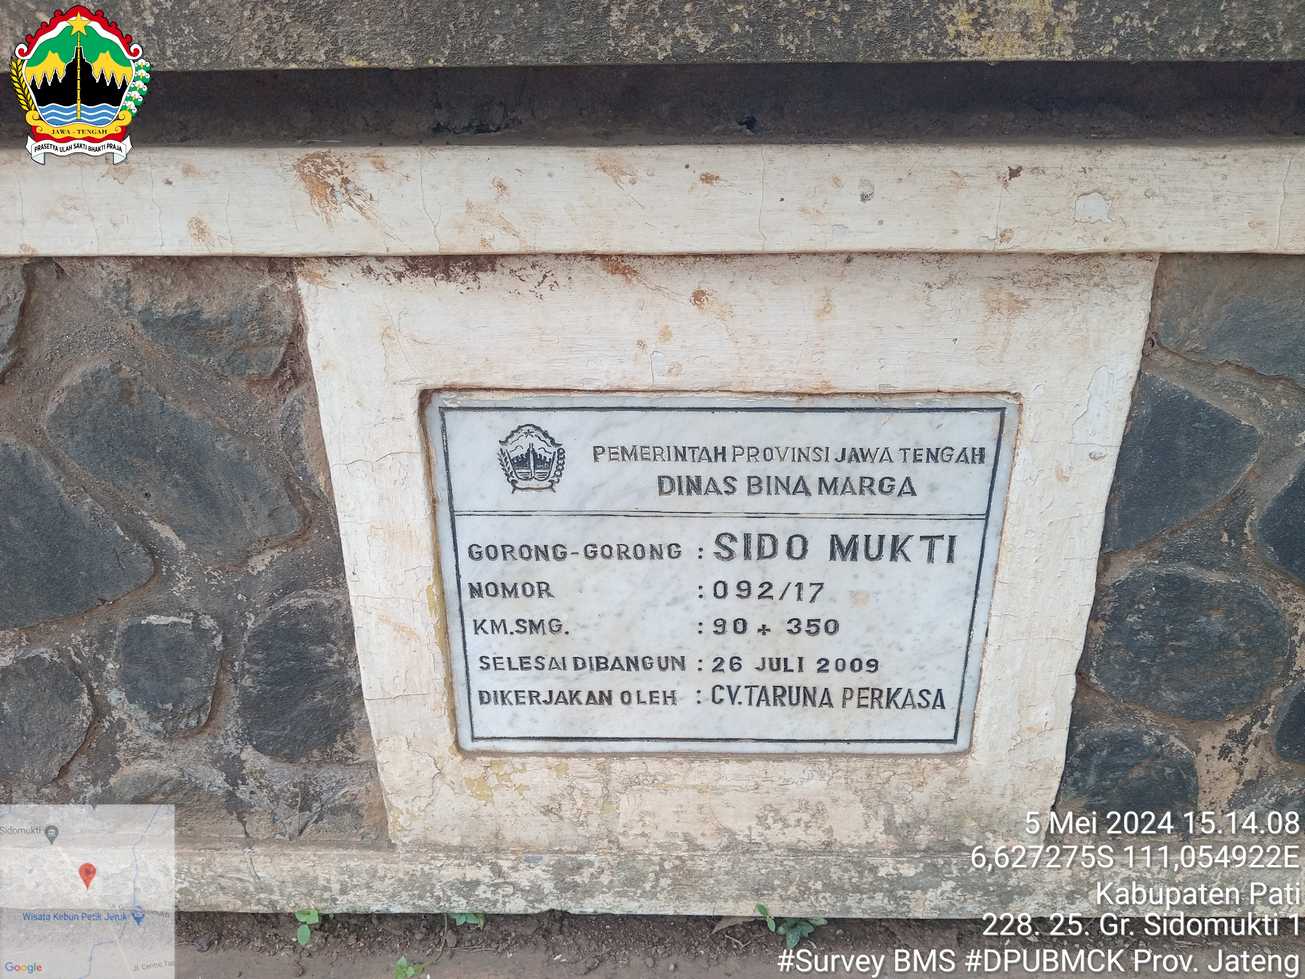 JAWA - TENGAH
PRASETYA ULAH SAKTI BHAKTI PRAJA
PEMERINTAH PROVINSI JAWA TENGAH
DINAS BINA MARGA
GORONG-GORONG : SIDO MUKTI
NOMOR : 092/17
KM.SMG. : 90 + 350
SELESAI DIBANGUN : 26 JULI 2009
DIKERJAKAN OLEH : CV.TARUNA PERKASA
Sidomukti
Wisata Kebun Petik Jeruk
Google
5 Mei 2024 15.14.08
6,627275S 111,054922E
Kabupaten Pati
228. 25. Gr. Sidomukti 1
#Survey BMS #DPUBMCK Prov. Jateng